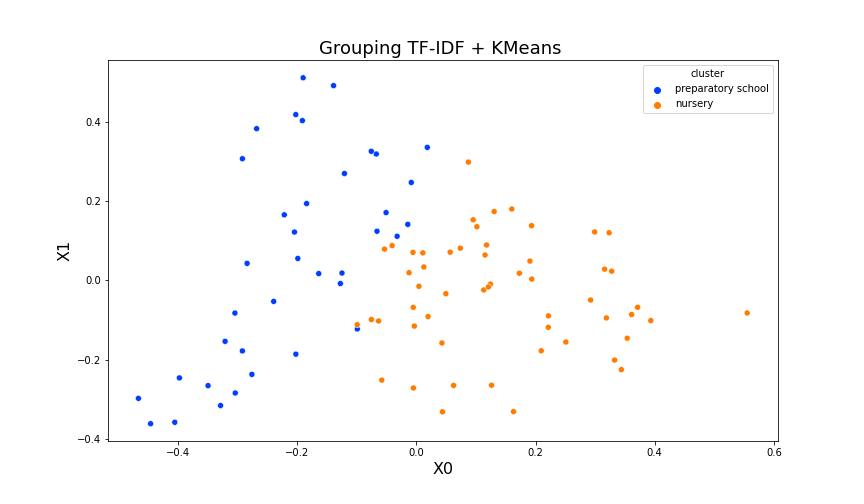 Grouping TF-IDF + KMeans
cluster
preparatory school
nursery
X1
0.4
0.2
0.0
−0.2
−0.4
−0.4 −0.2 0.0 0.2 0.4 0.6
X0